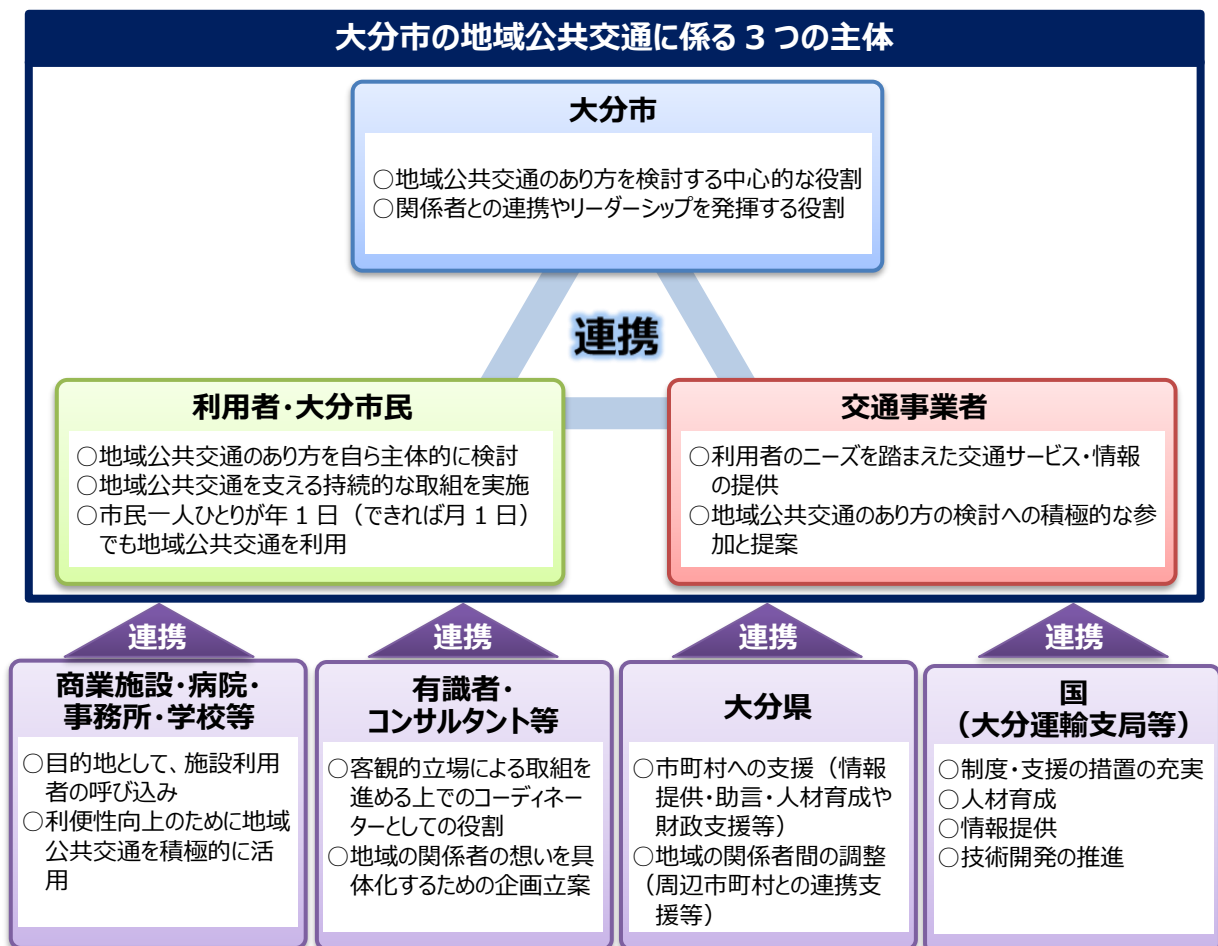 大分市の地域公共交通に係る３つの主体
大分市
○地域公共交通のあり方を検討する中心的な役割
○関係者との連携やリーダーシップを発揮する役割
連携
利用者・大分市民
○地域公共交通のあり方を自ら主体的に検討
○地域公共交通を支える持続的な取組を実施
○市民一人ひとりが年１日（できれば月１日）
でも地域公共交通を利用
交通事業者
○利用者のニーズを踏まえた交通サービス・情報
の提供
○地域公共交通のあり方の検討への積極的な参
加と提案
連携
商業施設・病院・
事務所・学校等
○目的地として、施設利用
者の呼び込み
○利便性向上のために地域
公共交通を積極的に活
用
連携
有識者・
コンサルタント等
○客観的立場による取組を
進める上でのコーディネー
ターとしての役割
○地域の関係者の想いを具
体化するための企画立案
連携
大分県
○市町村への支援（情報
提供・助言・人材育成や
財政支援等）
○地域の関係者間の調整
（周辺市町村との連携支
援等）
連携
国
（大分運輸支局等）
○制度・支援の措置の充実
○人材育成
○情報提供
○技術開発の推進